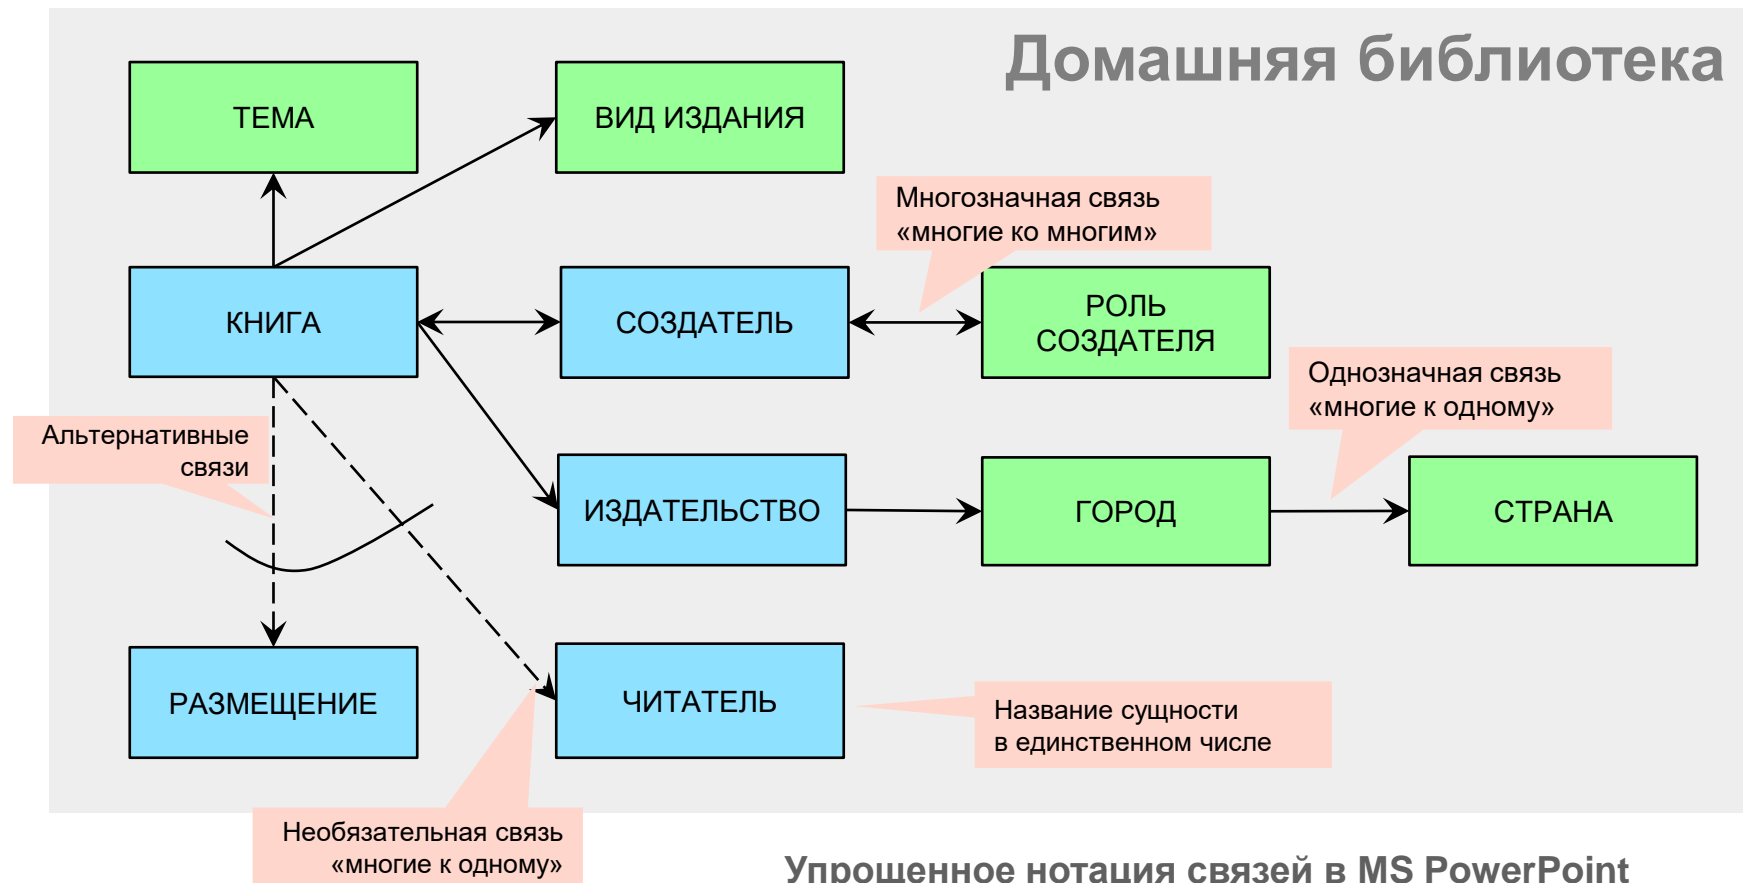 Домашняя библиотека
ТЕМА
ВИД ИЗДАНИЯ
Многозначная связь
«многие ко многим»
КНИГА
СОЗДАТЕЛЬ
РОЛЬ
СОЗДАТЕЛЯ
Однозначная связь
«многие к одному»
Альтернативные
связи
ИЗДАТЕЛЬСТВО
ГОРОД
СТРАНА
РАЗМЕЩЕНИЕ
ЧИТАТЕЛЬ
Название сущности
в единственном числе
Необязательная связь
«многие к одному»
Упрощенное нотация связей в MS PowerPoint